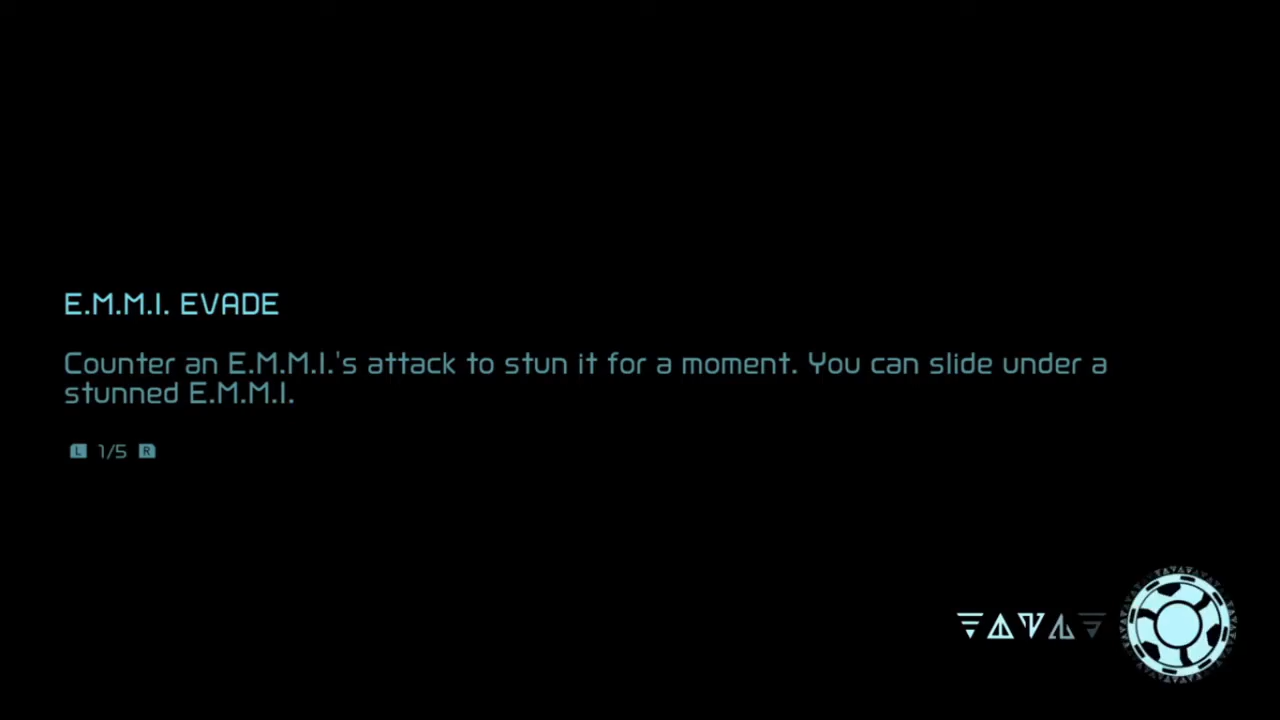 E.M.M.I. EVADE
Counter an E.M.M.I.'s attack to stun it for a moment. You can slide under a
stunned E.M.M.I.
L 1/5 R